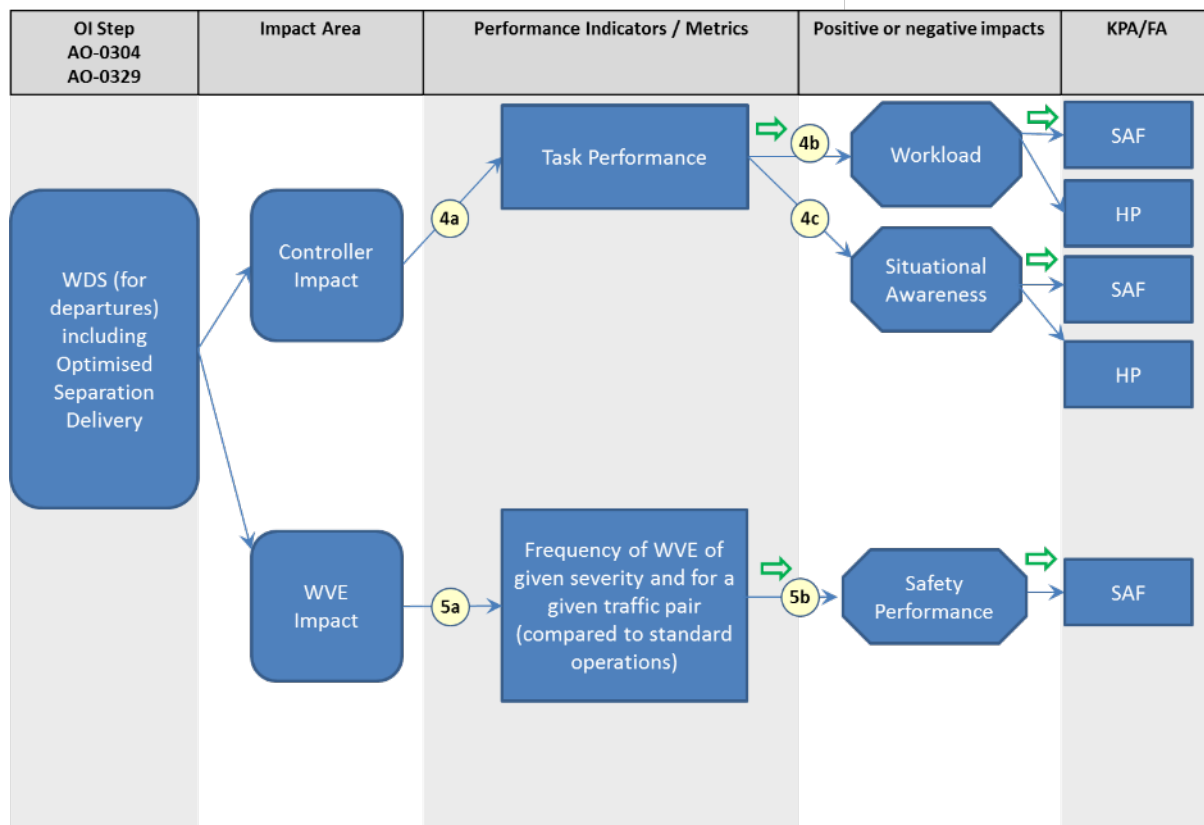 OI Step
AO-0304
AO-0329
Impact Area
Performance Indicators / Metrics
Positive or negative impacts
KPA/FA
WDS (for
departures)
including
Optimised
Separation
Delivery
Controller
Impact
4a
Task Performance
4b
Workload
SAF
HP
4c
Situational
Awareness
SAF
HP
WVE
Impact
5a
Frequency of WVE of
given severity and for a
given traffic pair
(compared to standard
operations)
5b
Safety
Performance
SAF